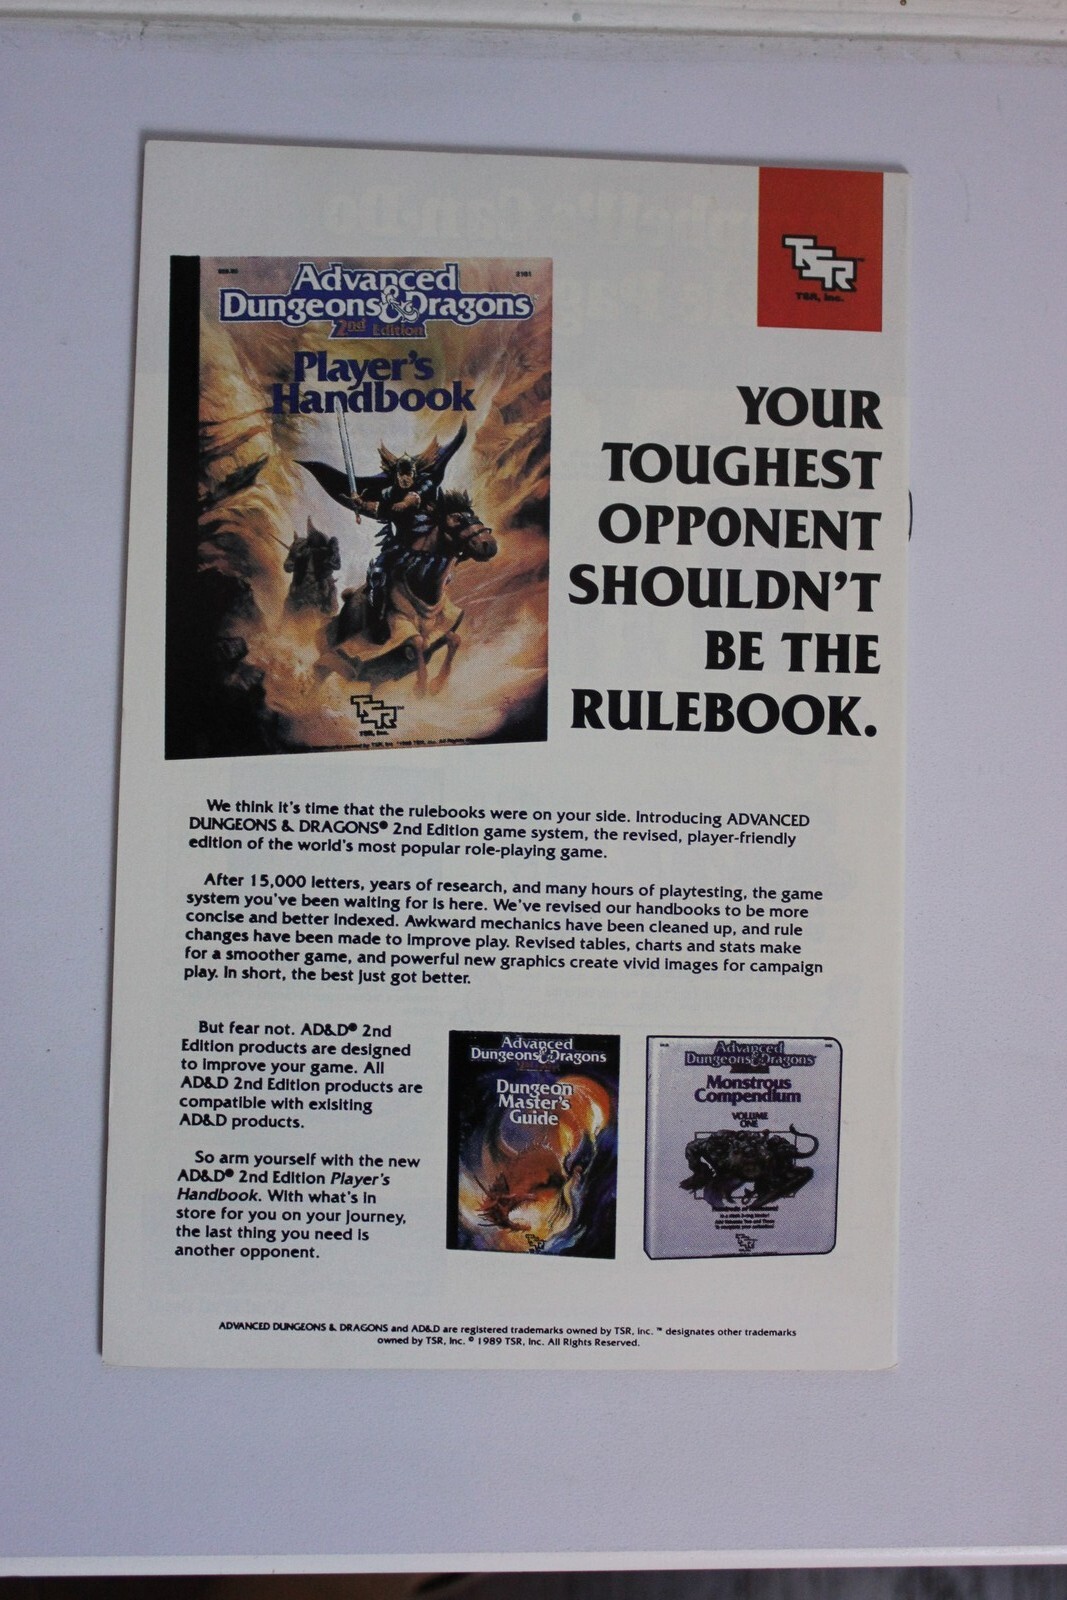 TSR
TSR, Inc.
Advanced
Dungeons & Dragons
2nd Edition
Player's
Handbook
2101
TSR
TSR, Inc.
YOUR
TOUGHEST
OPPONENT
SHOULDN'T
BE THE
RULEBOOK.
We think it's time that the rulebooks were on your side. Introducing ADVANCED
DUNGEONS & DRAGONS® 2nd Edition game system, the revised, player-friendly
edition of the world's most popular role-playing game.
After 15,000 letters, years of research, and many hours of playtesting, the game
system you've been waiting for is here. We've revised our handbooks to be more
concise and better indexed. Awkward mechanics have been cleaned up, and rule
changes have been made to improve play. Revised tables, charts and stats make
for a smoother game, and powerful new graphics create vivid images for campaign
play. In short, the best just got better.
But fear not. AD&D® 2nd
Edition products are designed
to improve your game. All
AD&D 2nd Edition products are
compatible with exisiting
AD&D products.
So arm yourself with the new
AD&D® 2nd Edition Player's
Handbook. With what's in
store for you on your journey,
the last thing you need is
another opponent.
Advanced
Dungeons & Dragons
Dungeon
Master's
Guide
TSR
Advanced
Dungeons & Dragons
Monstrous
Compendium
VOLUME
ONE
TSR
ADVANCED DUNGEONS & DRAGONS and AD&D are registered trademarks owned by TSR, Inc. ™ designates other trademarks
owned by TSR, Inc. © 1989 TSR, Inc. All Rights Reserved.